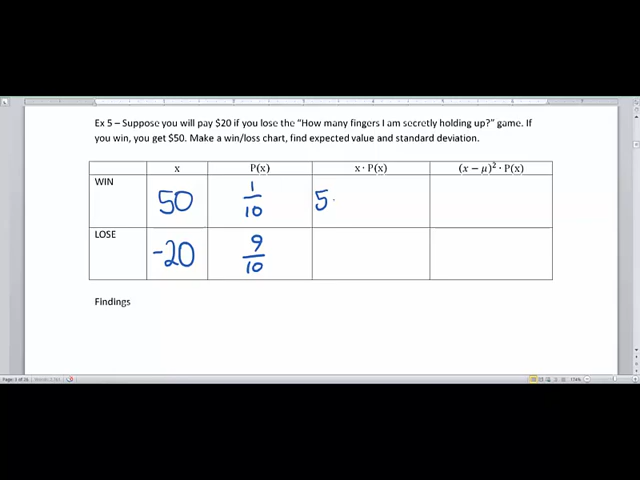 Ex 5 – Suppose you will pay $20 if you lose the "How many fingers I am secretly holding up?" game. If
you win, you get $50. Make a win/loss chart, find expected value and standard deviation.
x P(x) x · P(x) (x − μ)² · P(x)
WIN 50 1/10 5
LOSE -20 9/10
Findings